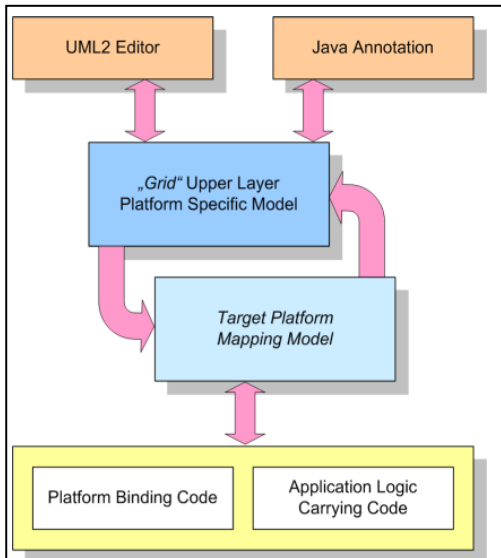 UML2 Editor
Java Annotation
„Grid“ Upper Layer
Platform Specific Model
Target Platform
Mapping Model
Platform Binding Code
Application Logic
Carrying Code